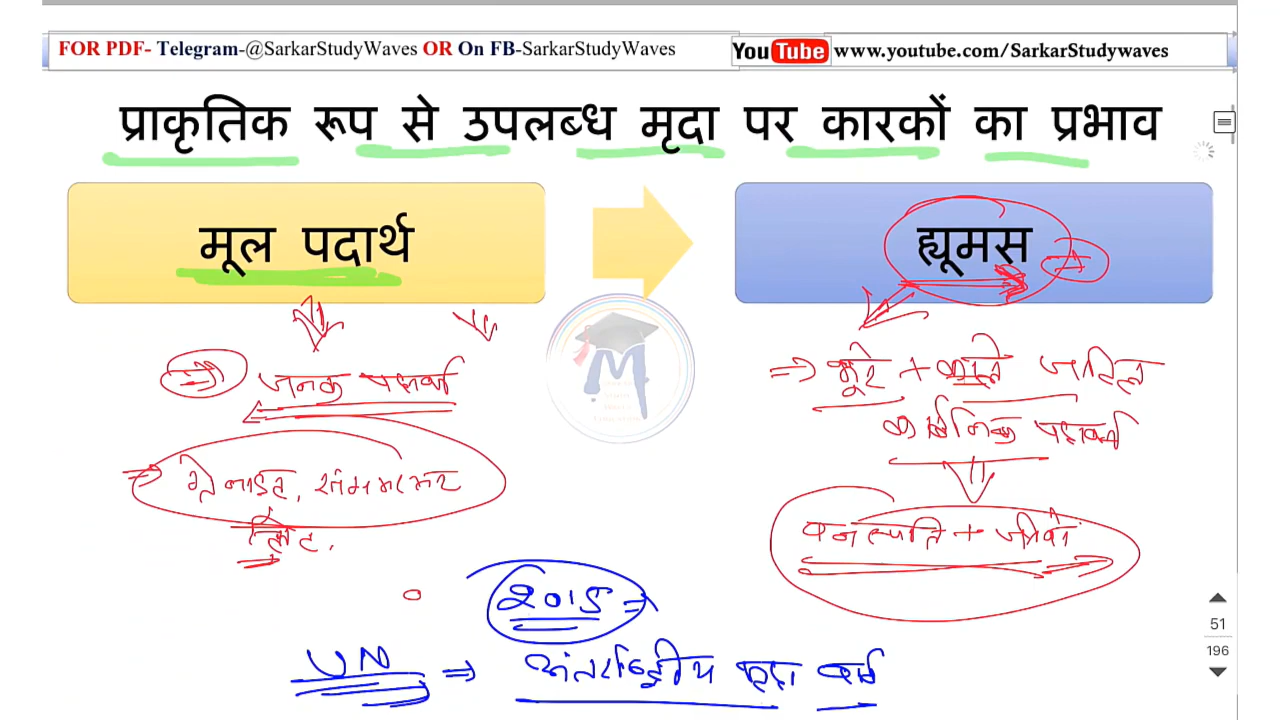 FOR PDF- Telegram-@SarkarStudyWaves OR On FB-SarkarStudyWaves
YouTube www.youtube.com/SarkarStudywaves
प्राकृतिक रूप से उपलब्ध मृदा पर कारकों का प्रभाव
मूल पदार्थ
ह्यूमस
⇒ जनक पदार्थ
⇒ ग्रेनाइट, संगमरमर
⇒ भूरे + काले जटिल
कार्बनिक पदार्थ
वनस्पति + जीवों
2015 ⇒
UN ⇒ अंतर्राष्ट्रीय मृदा वर्ष
51
196